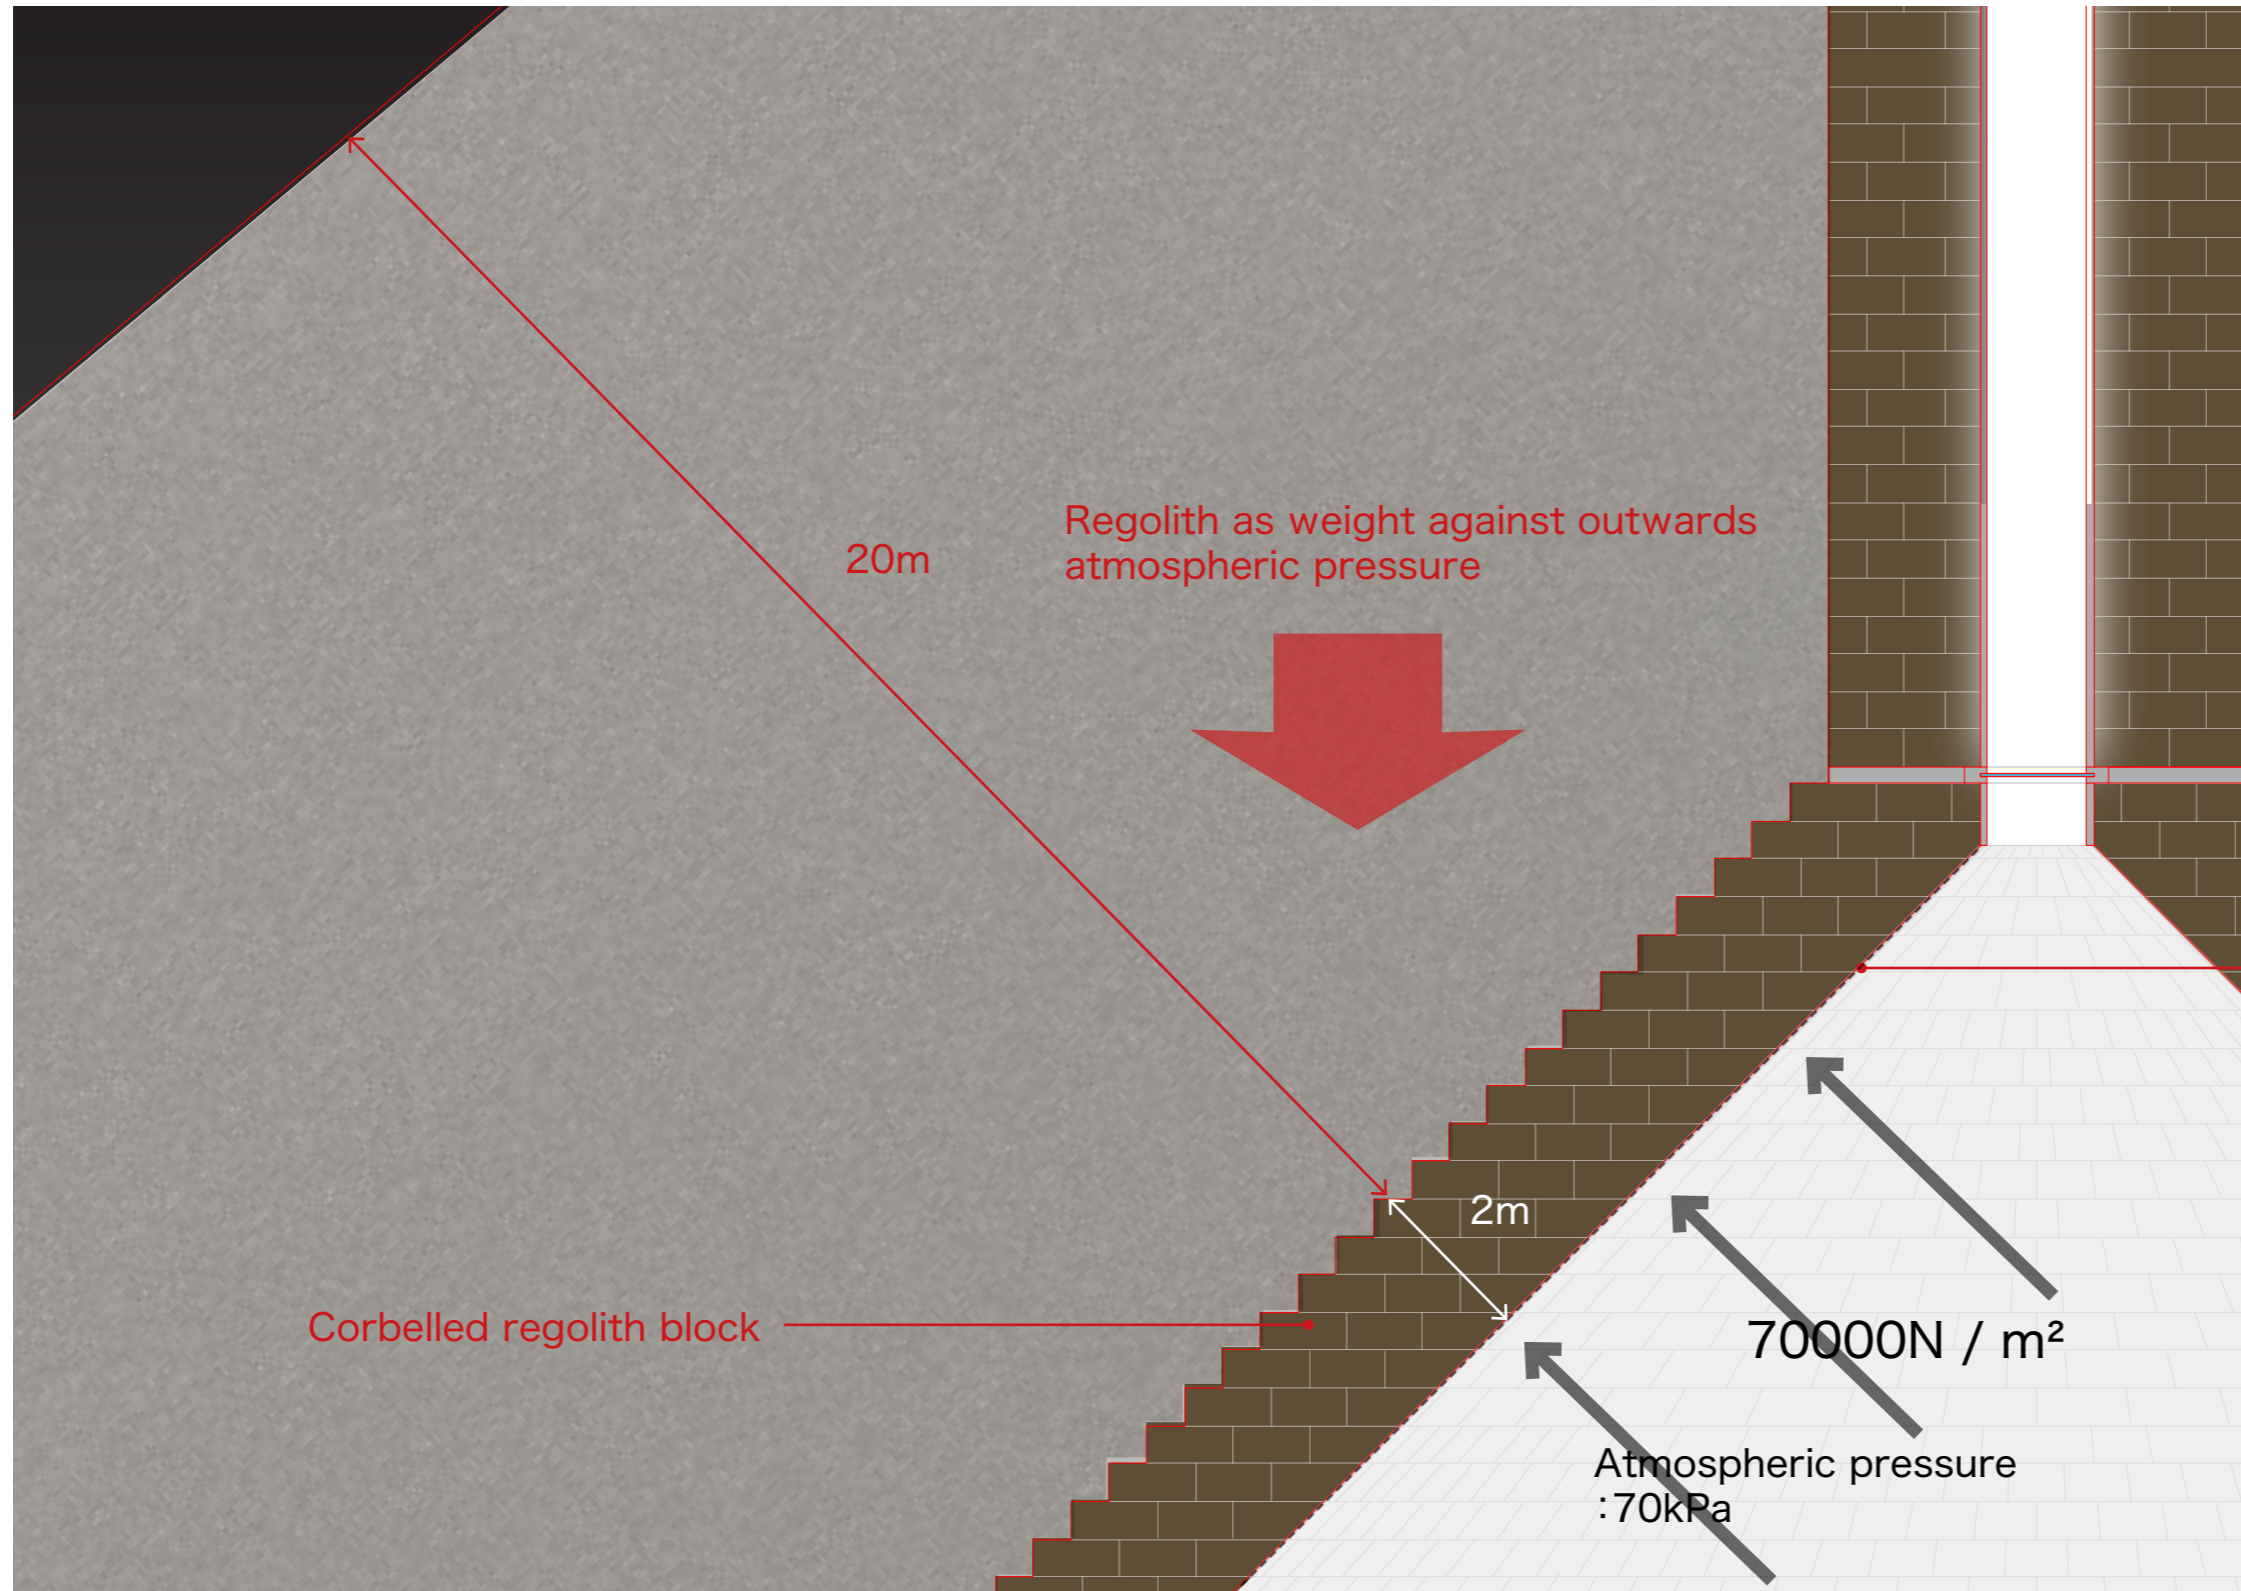 Regolith as weight against outwards
atmospheric pressure
20m
2m
Corbelled regolith block
70000N / m²
Atmospheric pressure
:70kPa